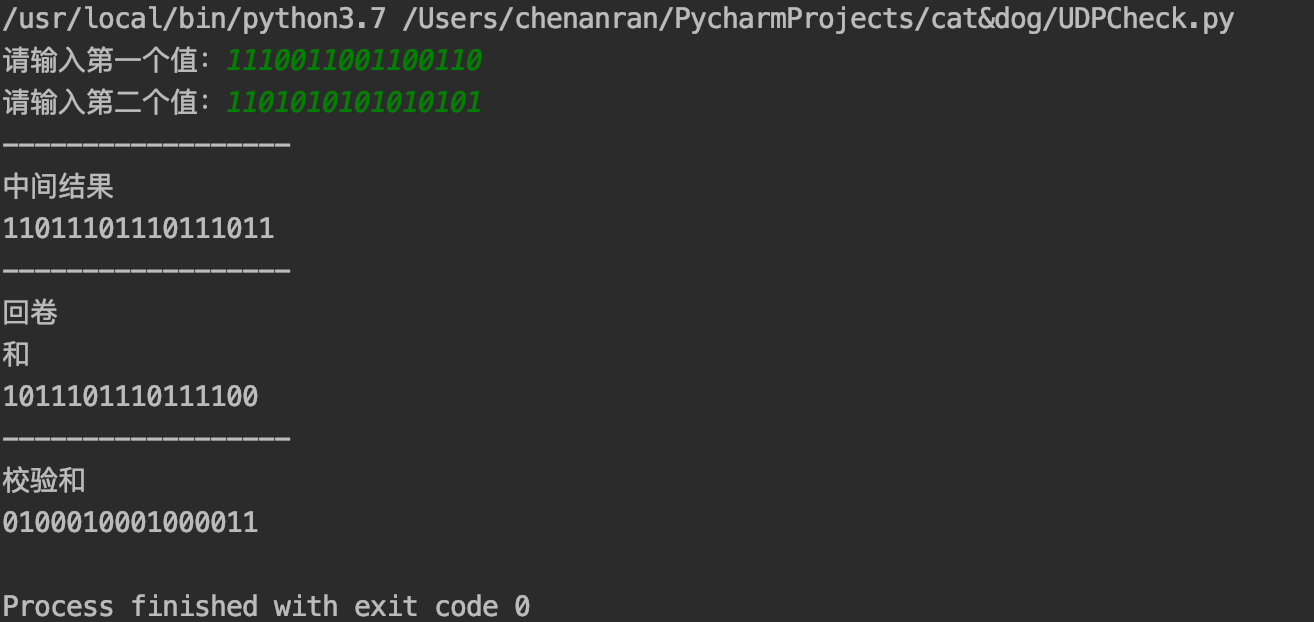 /usr/local/bin/python3.7 /Users/chenanran/PycharmProjects/cat&dog/UDPCheck.py
请输入第一个值：1110011001100110
请输入第二个值：1101010101010101
------------------
中间结果
11011101110111011
------------------
回卷
和
1011101110111100
------------------
校验和
0100010001000011
Process finished with exit code 0